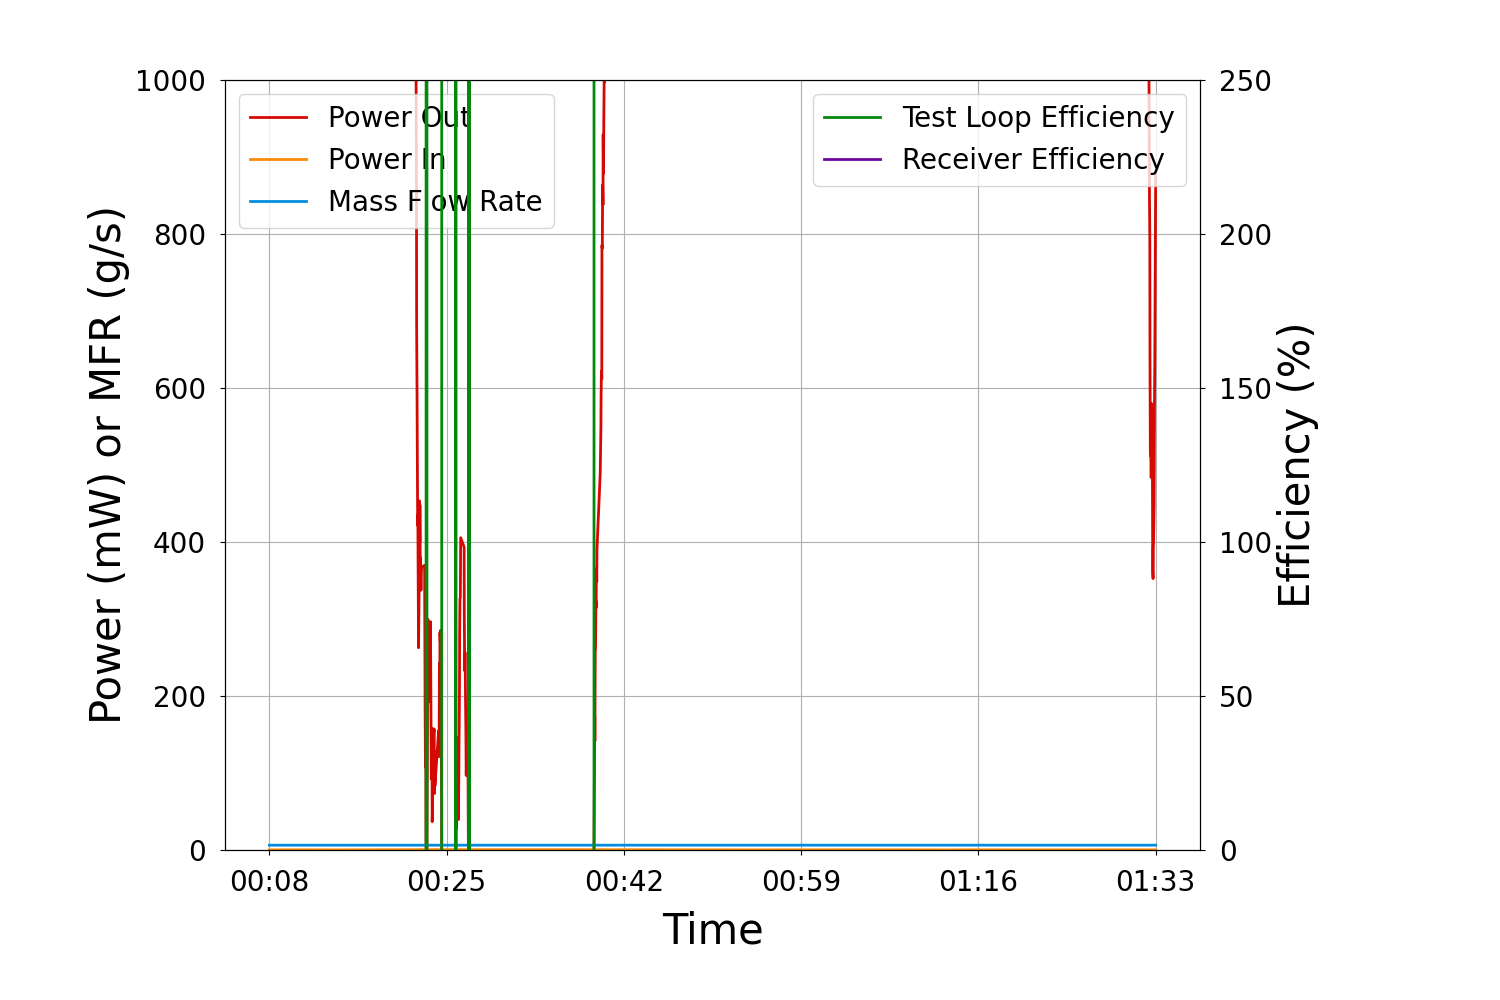 1000
800
600
400
200
0
Power (mW) or MFR (g/s)
Power Out
Power In
Mass Flow Rate
Test Loop Efficiency
Receiver Efficiency
250
200
150
100
50
0
Efficiency (%)
00:08 00:25 00:42 00:59 01:16 01:33
Time